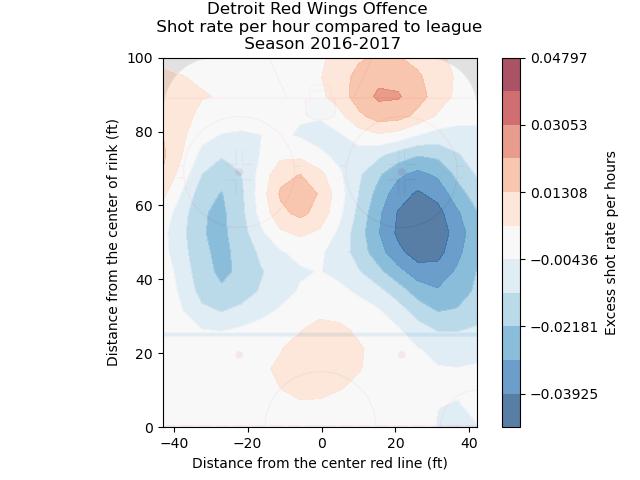 Detroit Red Wings Offence
Shot rate per hour compared to league
Season 2016-2017
100
80
60
40
20
0
−40
−20
0
20
40
Distance from the center of rink (ft)
Distance from the center red line (ft)
0.04797
0.03053
0.01308
−0.00436
−0.02181
−0.03925
Excess shot rate per hours